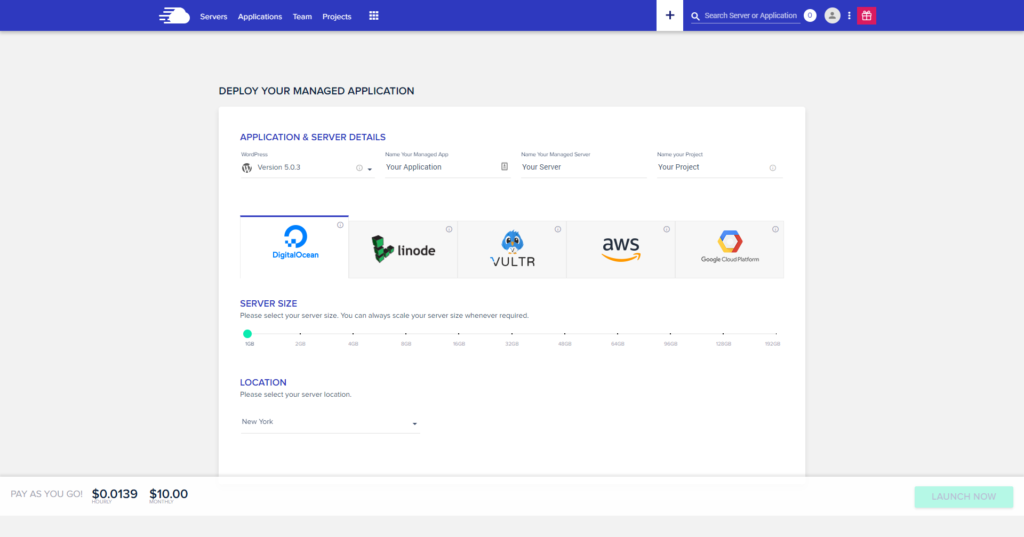 Servers Applications Team Projects + Search Server or Application 0
DEPLOY YOUR MANAGED APPLICATION
APPLICATION & SERVER DETAILS
WordPress Name Your Managed App Name Your Managed Server Name your Project
Version 5.0.3 Your Application Your Server Your Project
DigitalOcean linode VULTR aws Google Cloud Platform
SERVER SIZE
Please select your server size. You can always scale your server size whenever required.
1GB 2GB 4GB 8GB 16GB 32GB 48GB 64GB 96GB 128GB 192GB
LOCATION
Please select your server location.
New York
PAY AS YOU GO! $0.0139 $10.00 LAUNCH NOW
HOURLY MONTHLY